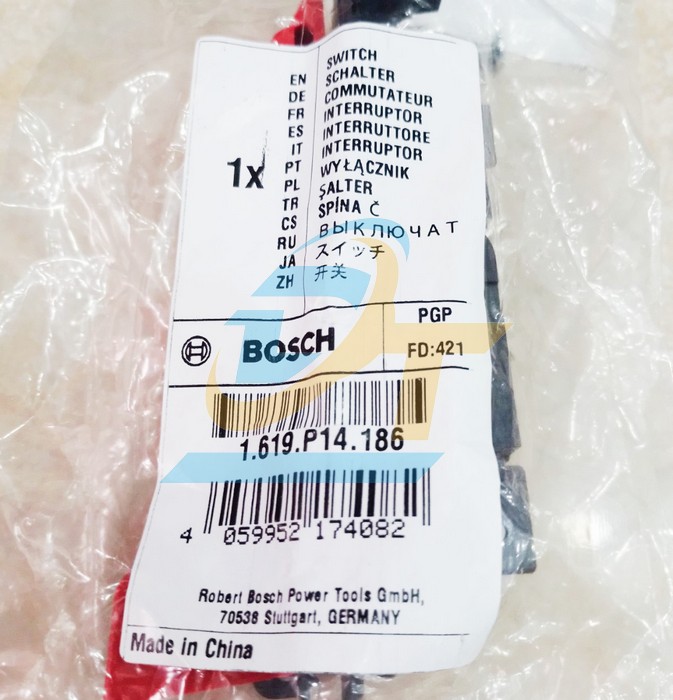 SWITCH
EN SCHALTER
DE COMMUTATEUR
FR INTERRUPTOR
ES INTERRUTTORE
IT INTERRUPTOR
PT WYŁĄCZNIK
PL ŞALTER
TR SPÍNA Č
CS ВЫКЛЮЧАТ
RU スイッチ
JA 开关
ZH
1x
BOSCH
PGP
FD:421
1.619.P14.186
4 059952 174082
Robert Bosch Power Tools GmbH,
70538 Stuttgart, GERMANY
Made in China
DT